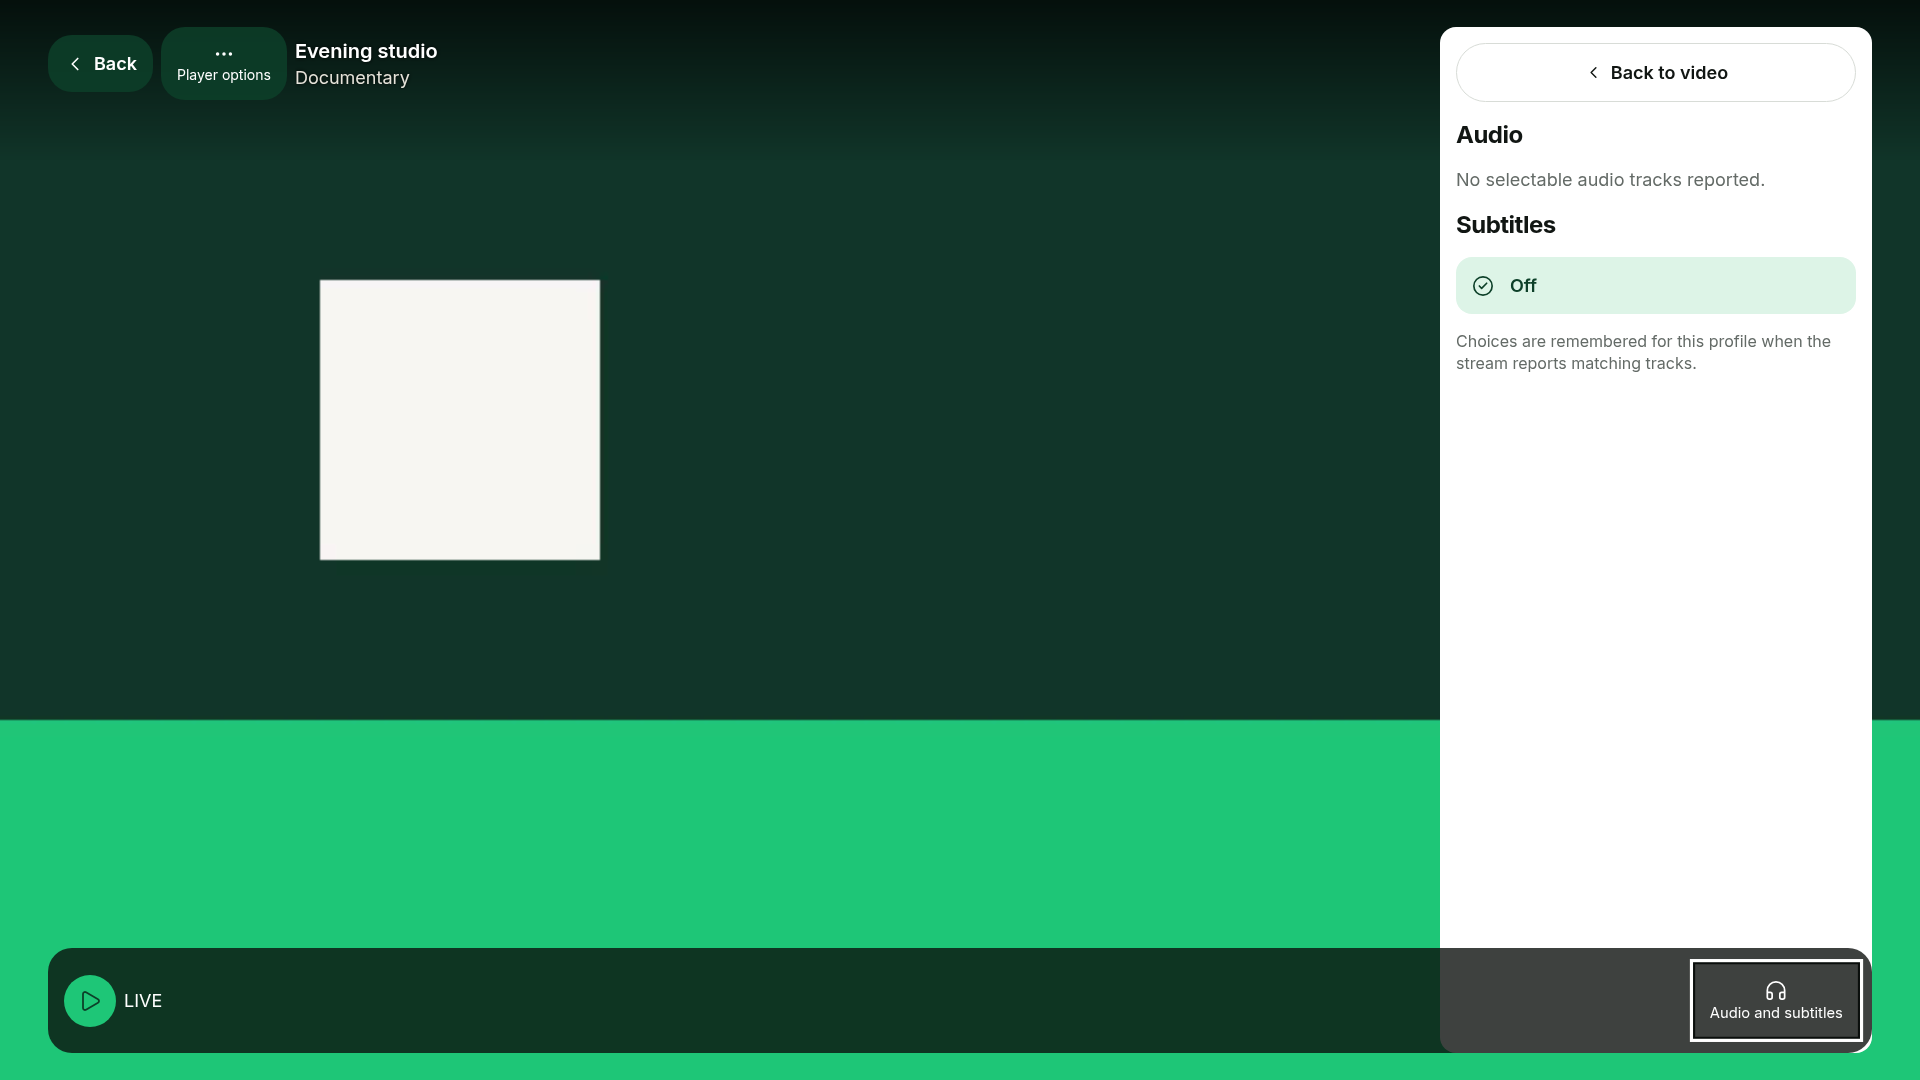 Back
Player options
Evening studio
Documentary
Back to video
Audio
No selectable audio tracks reported.
Subtitles
Off
Choices are remembered for this profile when the
stream reports matching tracks.
LIVE
Audio and subtitles